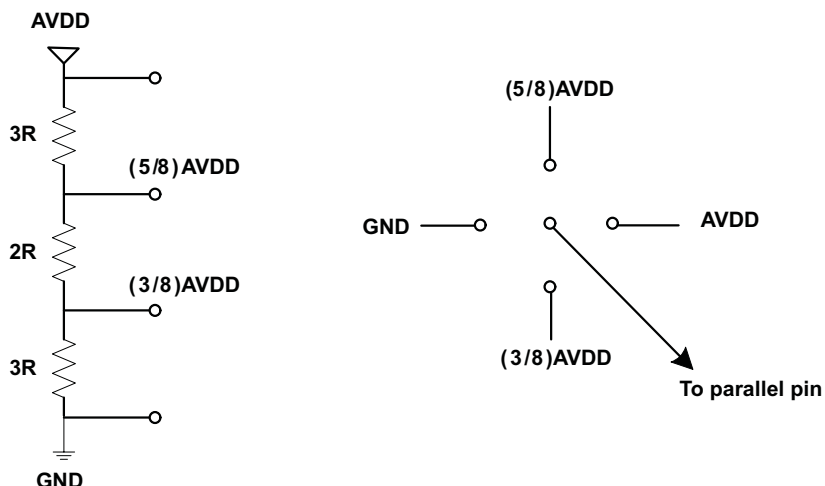 AVDD
3R
(5/8)AVDD
2R
(3/8)AVDD
3R
GND
(5/8)AVDD
GND
AVDD
(3/8)AVDD
To parallel pin